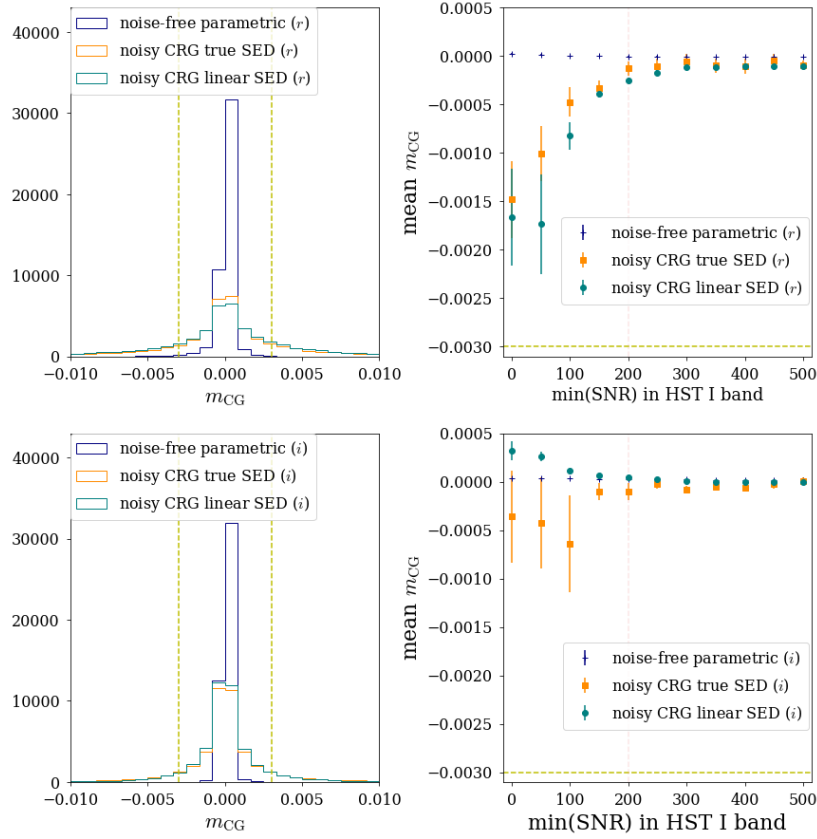 40000
30000
20000
10000
0
noise-free parametric (r)
noisy CRG true SED (r)
noisy CRG linear SED (r)
−0.010
−0.005
0.000
0.005
0.010
m_CG
0.0000
−0.0005
−0.0010
−0.0015
−0.0020
−0.0025
−0.0030
mean m_CG
noise-free parametric (r)
noisy CRG true SED (r)
noisy CRG linear SED (r)
0
100
200
300
400
500
min(SNR) in HST I band
40000
30000
20000
10000
0
noise-free parametric (i)
noisy CRG true SED (i)
noisy CRG linear SED (i)
−0.010
−0.005
0.000
0.005
0.010
m_CG
0.0005
0.0000
−0.0005
−0.0010
−0.0015
−0.0020
−0.0025
−0.0030
mean m_CG
noise-free parametric (i)
noisy CRG true SED (i)
noisy CRG linear SED (i)
0
100
200
300
400
500
min(SNR) in HST I band